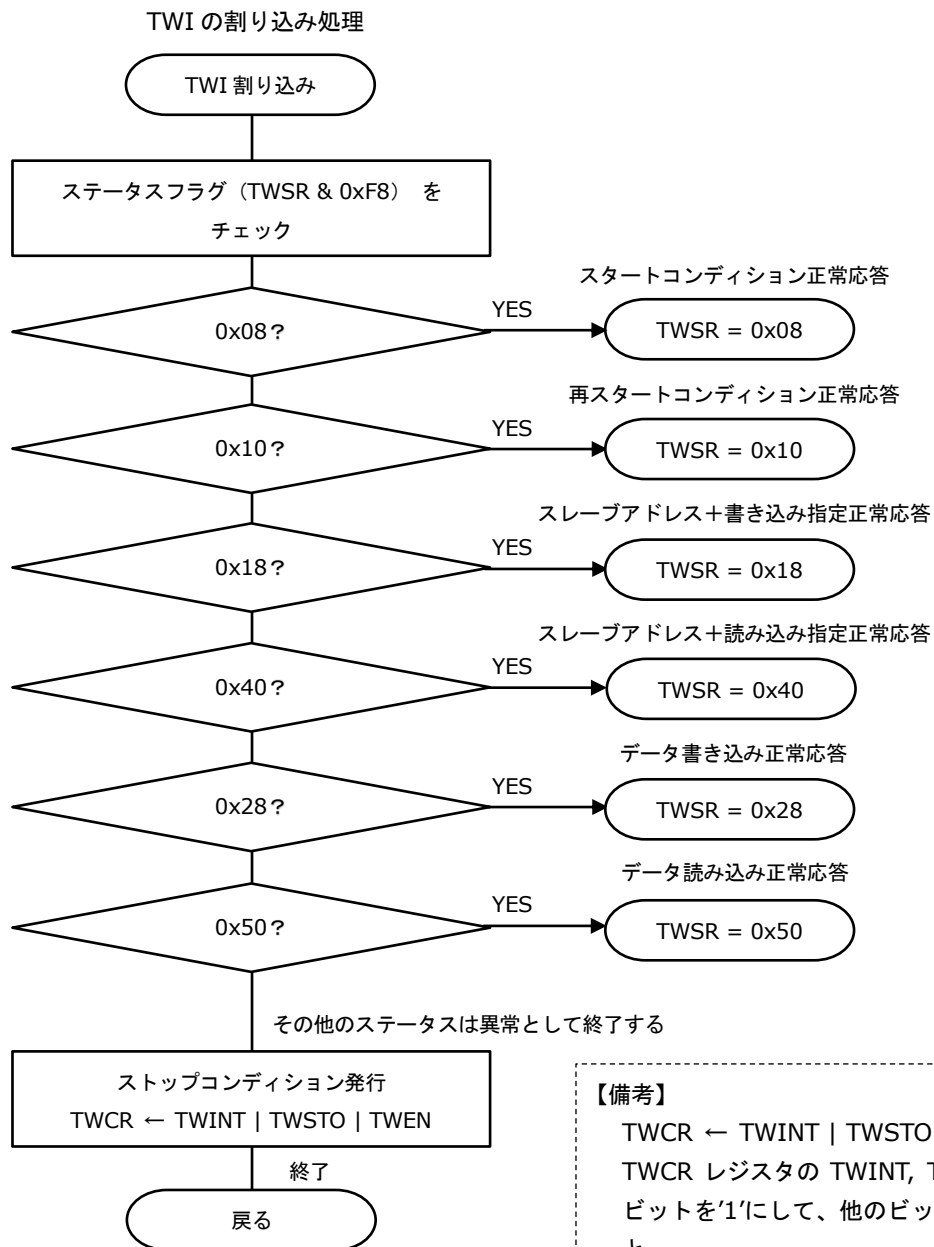 TWI の割り込み処理
TWI 割り込み
ステータスフラグ（TWSR & 0xF8） を
チェック
スタートコンディション正常応答
0x08？
YES
TWSR = 0x08
再スタートコンディション正常応答
0x10？
YES
TWSR = 0x10
スレーブアドレス＋書き込み指定正常応答
0x18？
YES
TWSR = 0x18
スレーブアドレス＋読み込み指定正常応答
0x40？
YES
TWSR = 0x40
データ書き込み正常応答
0x28？
YES
TWSR = 0x28
データ読み込み正常応答
0x50？
YES
TWSR = 0x50
その他のステータスは異常として終了する
ストップコンディション発行
TWCR ← TWINT | TWSTO | TWEN
終了
戻る
【備考】
TWCR ← TWINT | TWSTO
TWCR レジスタの TWINT,
ビットを’1’にして、他のビッ